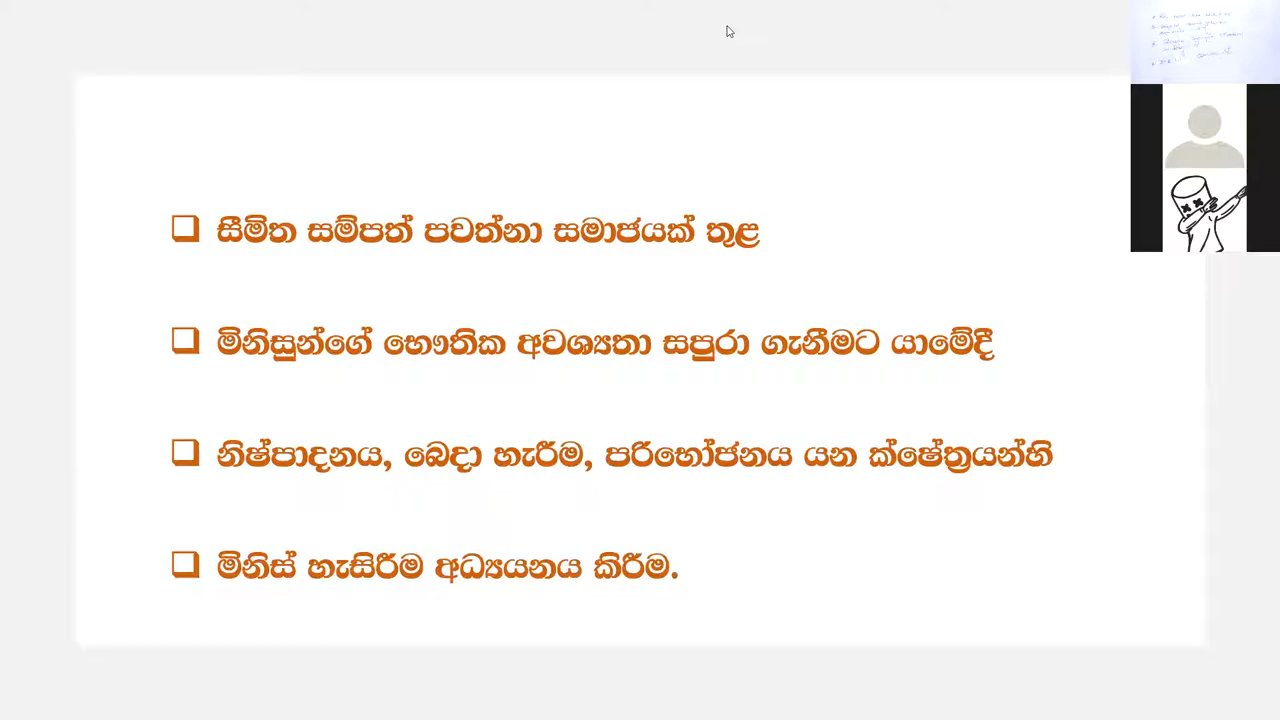 සීමිත සම්පත් පවත්නා සමාජයක් තුළ
මිනිසුන්ගේ භෞතික අවශ්‍යතා සපුරා ගැනීමට යාමේදී
නිෂ්පාදනය, බෙදා හැරීම, පරිභෝජනය යන ක්ෂේත්‍රයන්හි
මිනිස් හැසිරීම අධ්‍යයනය කිරීම.